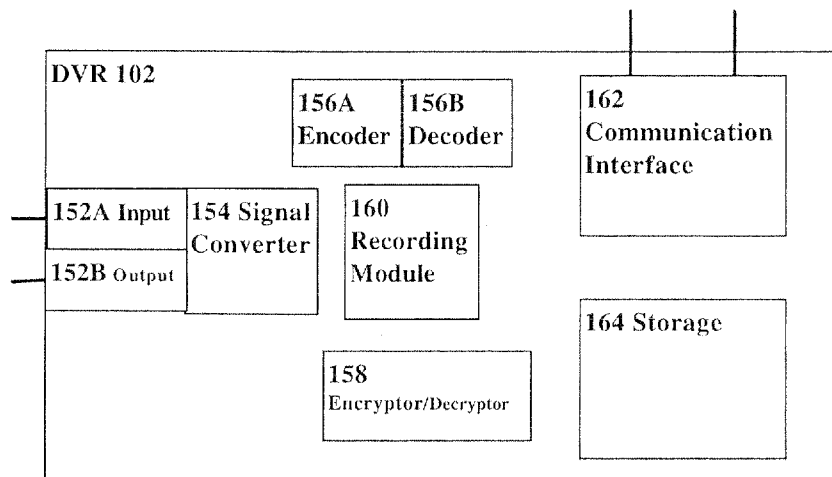 DVR 102
156A
Encoder
156B
Decoder
162
Communication
Interface
152A Input
152B Output
154 Signal
Converter
160
Recording
Module
164 Storage
158
Encryptor/Decryptor